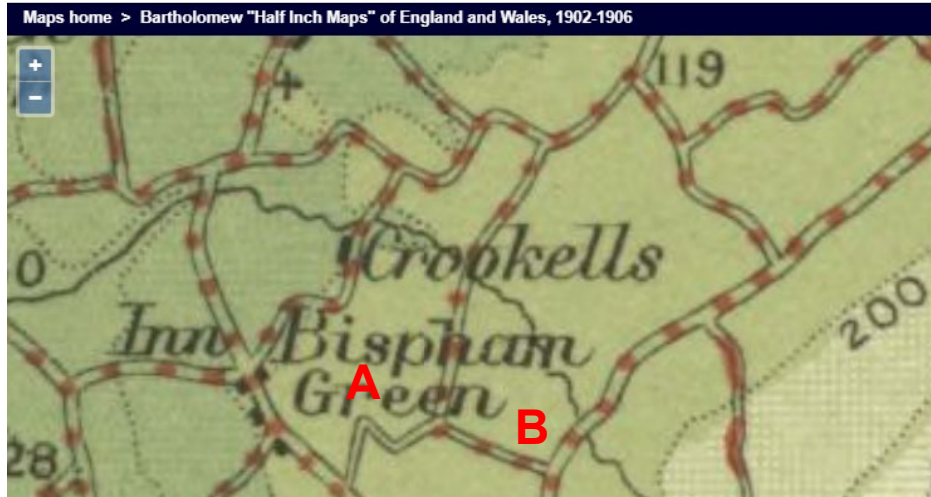 Maps home > Bartholomew "Half Inch Maps" of England and Wales, 1902-1906
+
−
119
Crookells
0
200
Inn
Bispham
A
Green
B
28